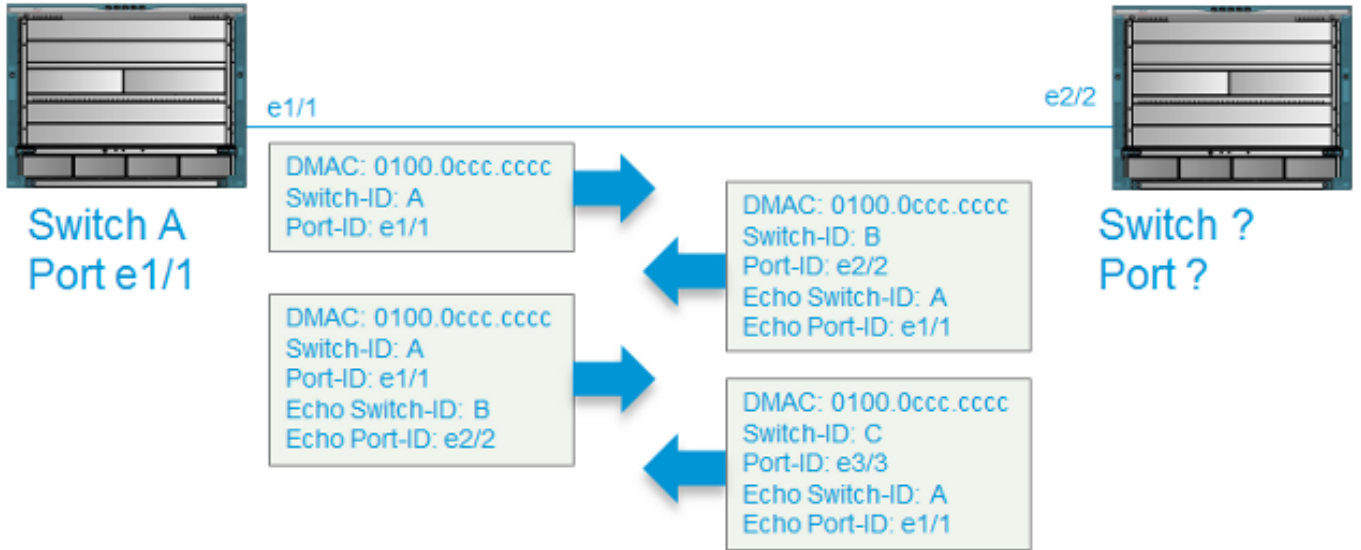 e1/1
e2/2
DMAC: 0100.0ccc.cccc
Switch-ID: A
Port-ID: e1/1
Switch A
Port e1/1
DMAC: 0100.0ccc.cccc
Switch-ID: B
Port-ID: e2/2
Echo Switch-ID: A
Echo Port-ID: e1/1
Switch ?
Port ?
DMAC: 0100.0ccc.cccc
Switch-ID: A
Port-ID: e1/1
Echo Switch-ID: B
Echo Port-ID: e2/2
DMAC: 0100.0ccc.cccc
Switch-ID: C
Port-ID: e3/3
Echo Switch-ID: A
Echo Port-ID: e1/1